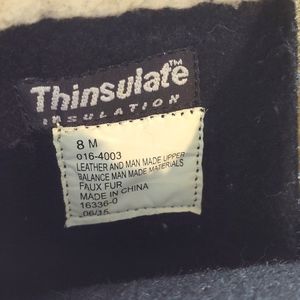 Thinsulate™
INSULATION
8 M
016-4003
LEATHER AND MAN MADE UPPER
BALANCE MAN MADE MATERIALS
FAUX FUR
MADE IN CHINA
16336-0
06/15